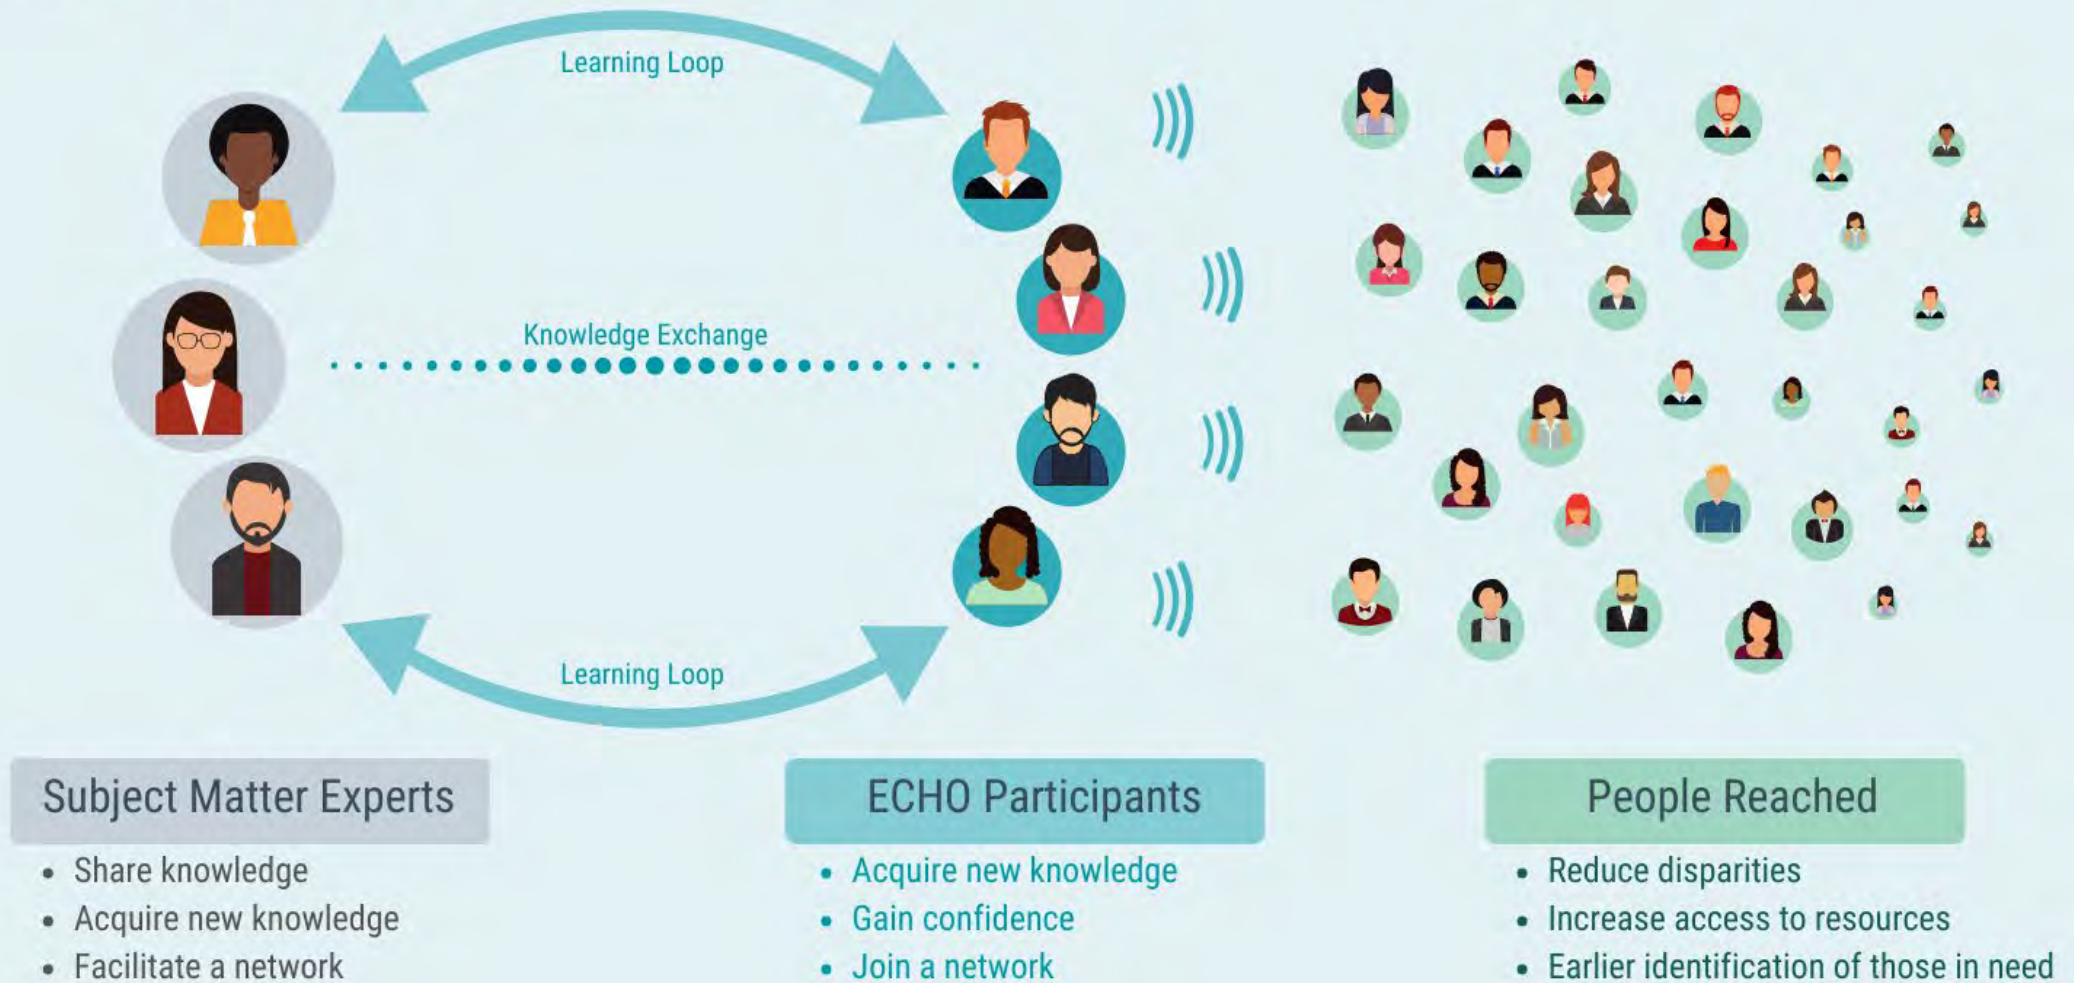 Learning Loop
Knowledge Exchange
Learning Loop
Subject Matter Experts
• Share knowledge
• Acquire new knowledge
• Facilitate a network
ECHO Participants
• Acquire new knowledge
• Gain confidence
• Join a network
People Reached
• Reduce disparities
• Increase access to resources
• Earlier identification of those in need